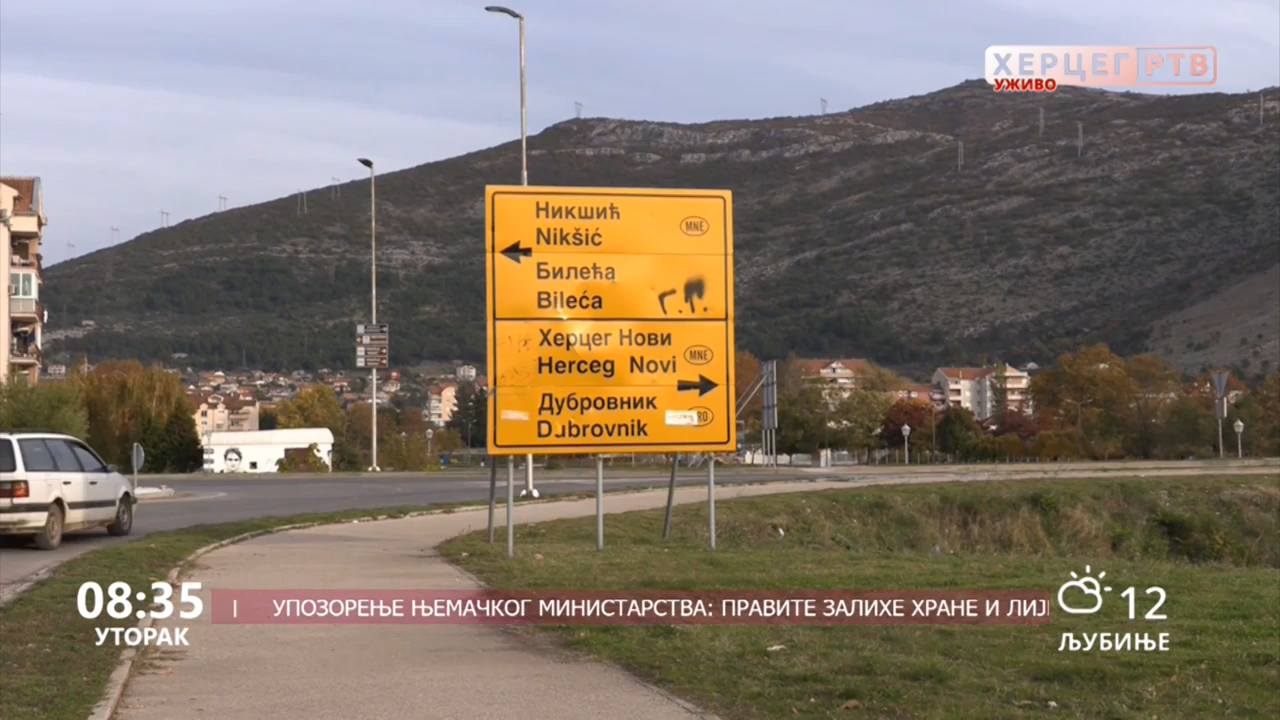 ХЕРЦЕГ РТВ
УЖИВО
Никшић
MNE
Nikšić
Билећа
Bileća
Херцег Нови
MNE
Herceg Novi
Дубровник
Dubrovnik
08:35
УТОРАК
| УПОЗОРЕЊЕ ЊЕМАЧКОГ МИНИСТАРСТВА: ПРАВИТЕ ЗАЛИХЕ ХРАНЕ И ЛИЈ
12
ЉУБИЊЕ